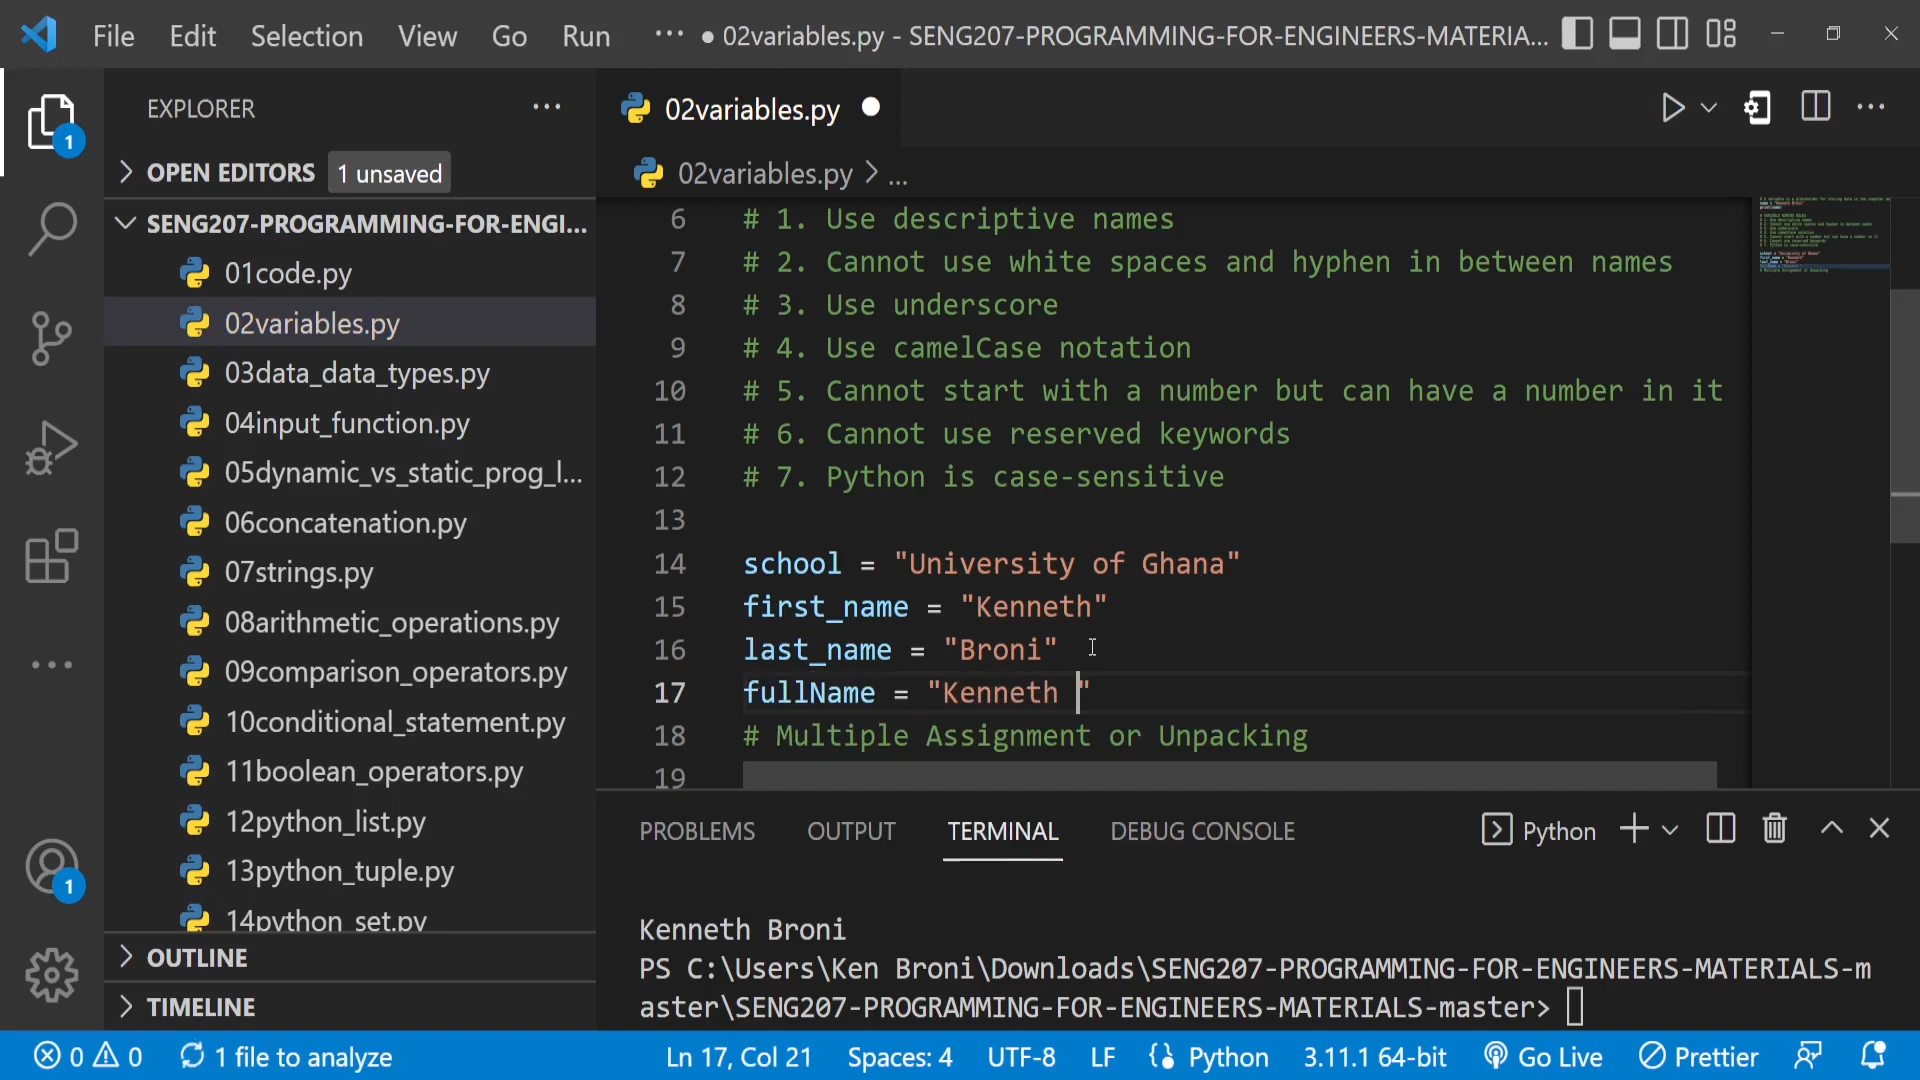 File Edit Selection View Go Run ··· ● 02variables.py - SENG207-PROGRAMMING-FOR-ENGINEERS-MATERIA...
EXPLORER ···
OPEN EDITORS 1 unsaved
SENG207-PROGRAMMING-FOR-ENGI...
01code.py
02variables.py
03data_data_types.py
04input_function.py
05dynamic_vs_static_prog_l...
06concatenation.py
07strings.py
08arithmetic_operations.py
09comparison_operators.py
10conditional_statement.py
11boolean_operators.py
12python_list.py
13python_tuple.py
14python_set.py
OUTLINE
TIMELINE
1
1
02variables.py ●
02variables.py > ...
6 # 1. Use descriptive names
7 # 2. Cannot use white spaces and hyphen in between names
8 # 3. Use underscore
9 # 4. Use camelCase notation
10 # 5. Cannot start with a number but can have a number in it
11 # 6. Cannot use reserved keywords
12 # 7. Python is case-sensitive
13
14 school = "University of Ghana"
15 first_name = "Kenneth"
16 last_name = "Broni"
17 fullName = "Kenneth "
18 # Multiple Assignment or Unpacking
19
PROBLEMS OUTPUT TERMINAL DEBUG CONSOLE Python
Kenneth Broni
PS C:\Users\Ken Broni\Downloads\SENG207-PROGRAMMING-FOR-ENGINEERS-MATERIALS-m
aster\SENG207-PROGRAMMING-FOR-ENGINEERS-MATERIALS-master>
0 0 1 file to analyze Ln 17, Col 21 Spaces: 4 UTF-8 LF Python 3.11.1 64-bit Go Live Prettier